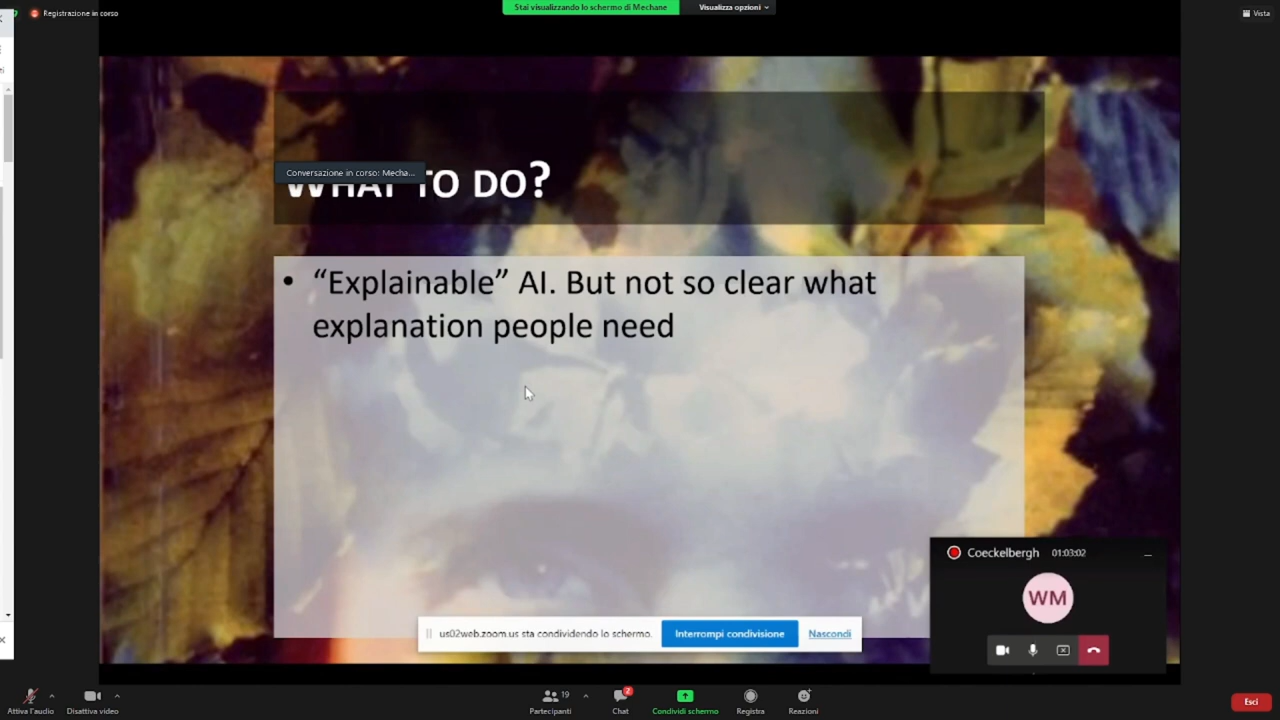 Registrazione in corso
Stai visualizzando lo schermo di Mechane
Visualizza opzioni
Vista
Conversazione in corso: Mecha...
WHAT TO DO?
• “Explainable” AI. But not so clear what
explanation people need
Coeckelbergh 01:03:02
WM
us02web.zoom.us sta condividendo lo schermo.
Interrompi condivisione
Nascondi
Attiva l'audio
Disattiva video
19
Partecipanti
2
Chat
Condividi schermo
Registra
Reazioni
Esci